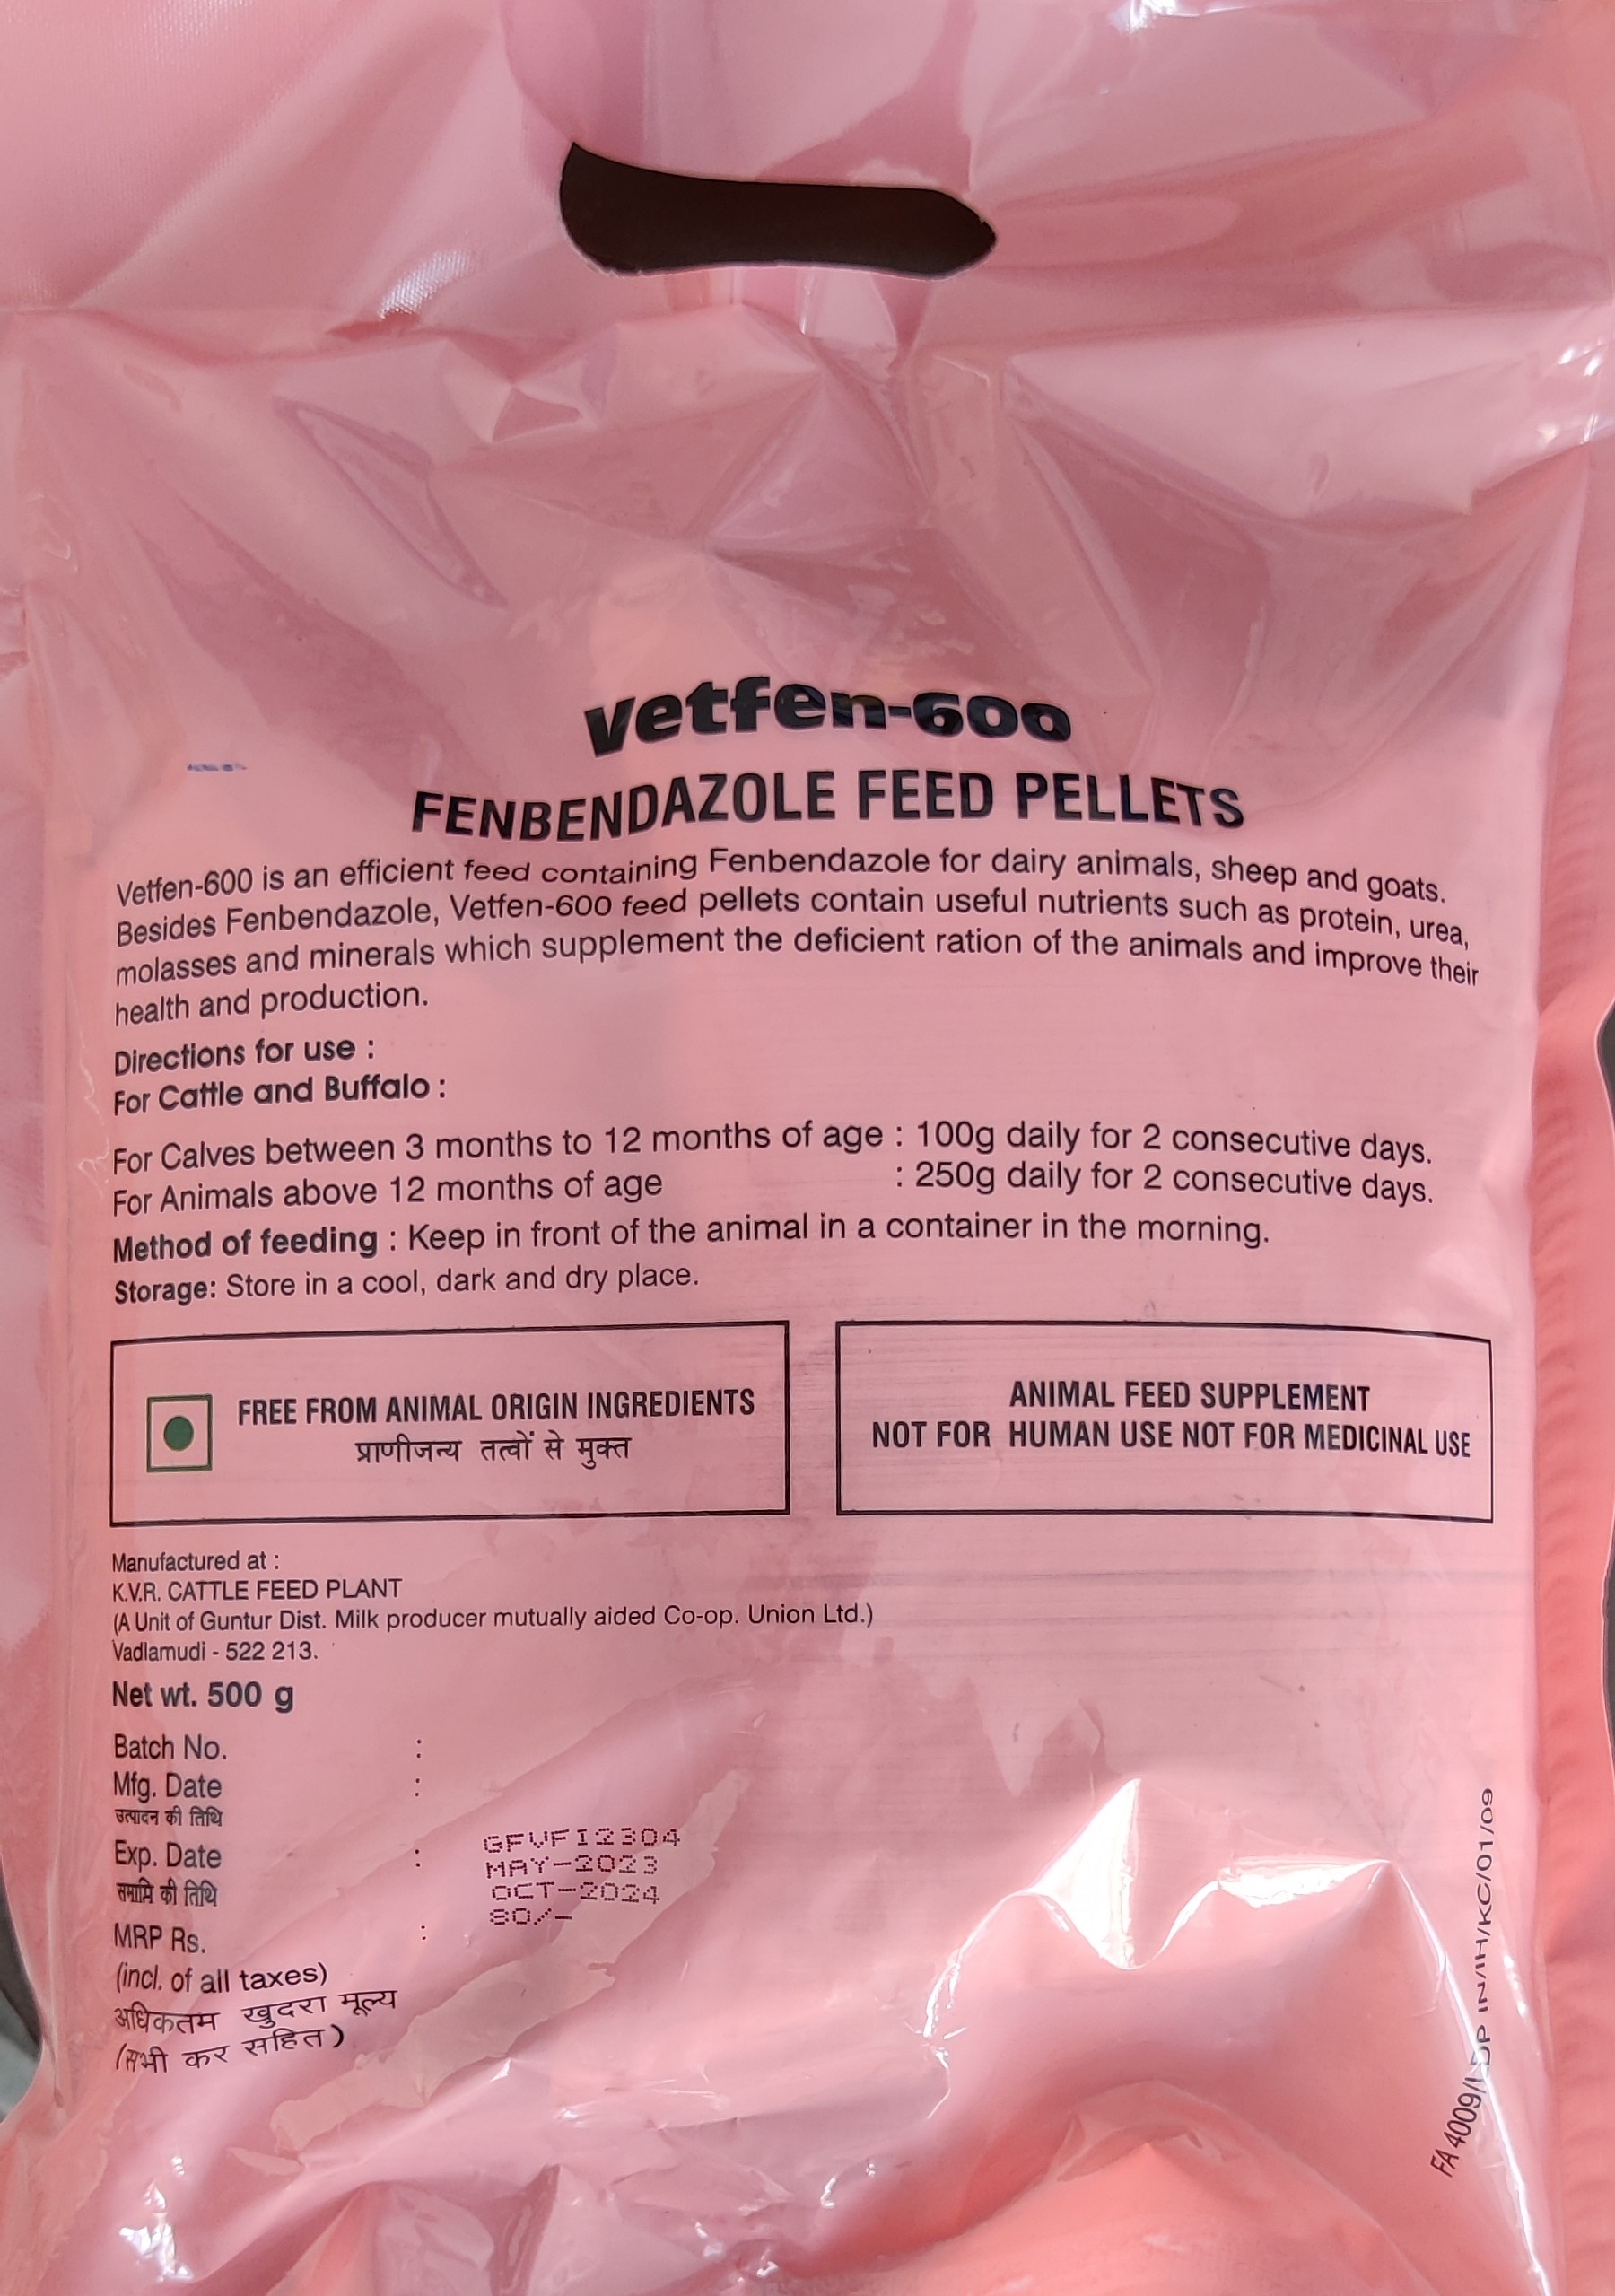 Vetfen-600
FENBENDAZOLE FEED PELLETS
Vetfen-600 is an efficient feed containing Fenbendazole for dairy animals, sheep and goats.
Besides Fenbendazole, Vetfen-600 feed pellets contain useful nutrients such as protein, urea,
molasses and minerals which supplement the deficient ration of the animals and improve their
health and production.
Directions for use :
For Cattle and Buffalo :
For Calves between 3 months to 12 months of age : 100g daily for 2 consecutive days.
For Animals above 12 months of age : 250g daily for 2 consecutive days.
Method of feeding : Keep in front of the animal in a container in the morning.
Storage: Store in a cool, dark and dry place.
FREE FROM ANIMAL ORIGIN INGREDIENTS
प्राणीजन्य तत्वों से मुक्त
ANIMAL FEED SUPPLEMENT
NOT FOR HUMAN USE NOT FOR MEDICINAL USE
Manufactured at :
K.V.R. CATTLE FEED PLANT
(A Unit of Guntur Dist. Milk producer mutually aided Co-op. Union Ltd.)
Vadlamudi - 522 213.
Net wt. 500 g
Batch No. :
Mfg. Date :
उत्पादन की तिथि
Exp. Date :
समाप्ति की तिथि
MRP Rs. :
(incl. of all taxes)
अधिकतम खुदरा मूल्य
(सभी कर सहित)
GFVFI2304
MAY-2023
OCT-2024
80/-
IN/IH/KC/01/09